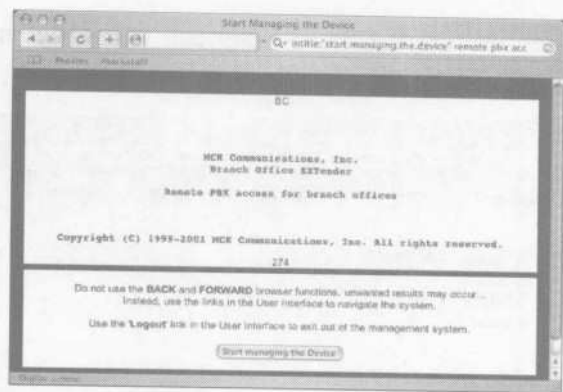 Start Managing the Device
intitle:"start managing the device" remote pbx acc
BG
MCK Communications, Inc.
Branch Office EXTender
Remote PBX access for branch offices
Copyright (C) 1999-2001 MCK Communications, Inc. All rights reserved.
274
Do not use the BACK and FORWARD browser functions, unwanted results may occur...
Instead, use the links in the User Interface to navigate the system.
Use the 'Logout' link in the User Interface to exit out of the management system.
Start managing the Device